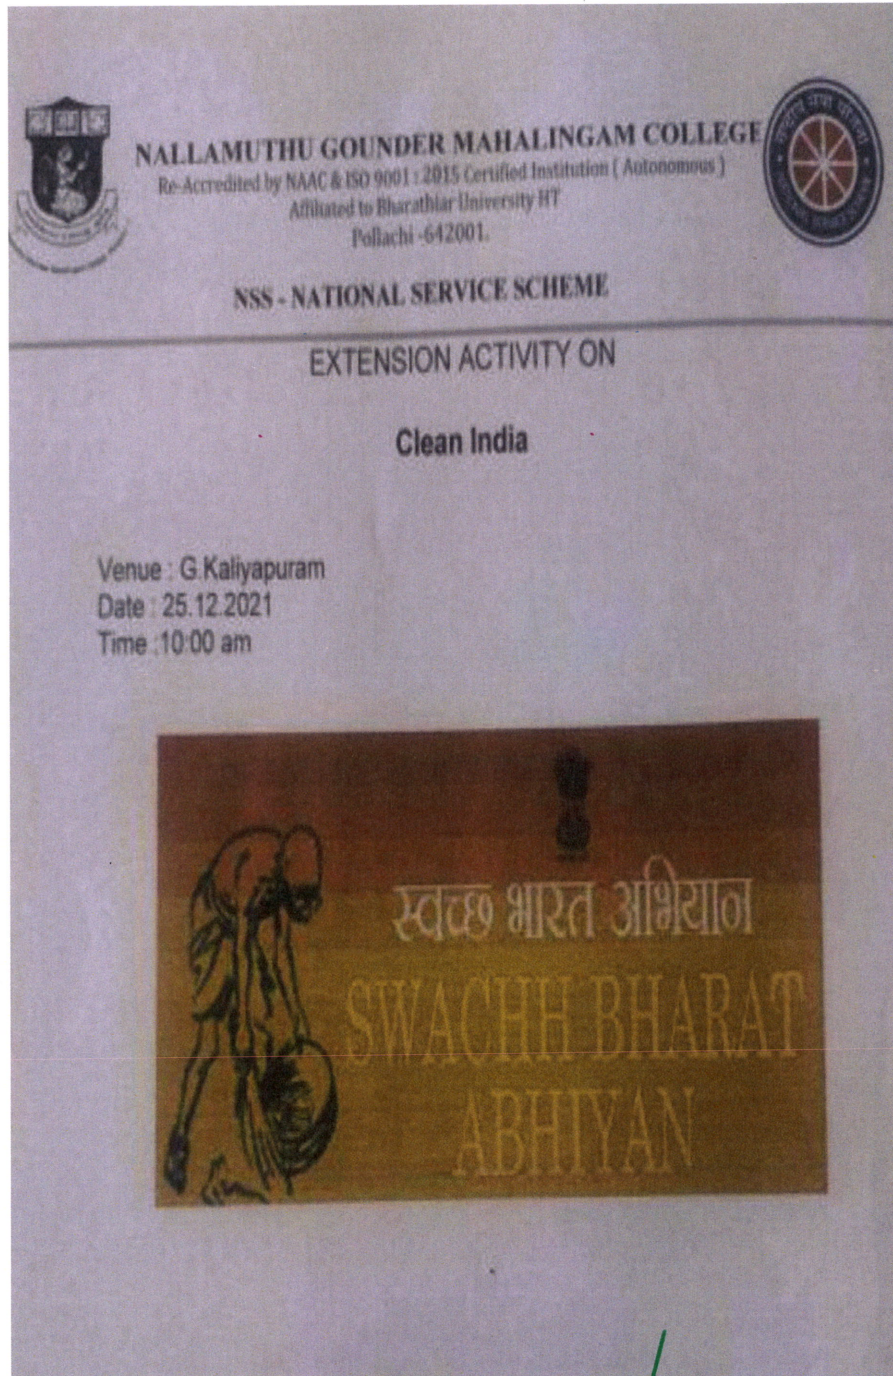 NALLAMUTHU GOUNDER MAHALINGAM COLLEGE
Re-Accredited by NAAC & ISO 9001 : 2015 Certified Institution ( Autonomous )
Affiliated to Bharathiar University HT
Pollachi -642001.
NSS - NATIONAL SERVICE SCHEME
EXTENSION ACTIVITY ON
Clean India
Venue : G.Kaliyapuram
Date : 25.12.2021
Time :10:00 am
स्वच्छ भारत अभियान
SWACHH BHARAT
ABHIYAN